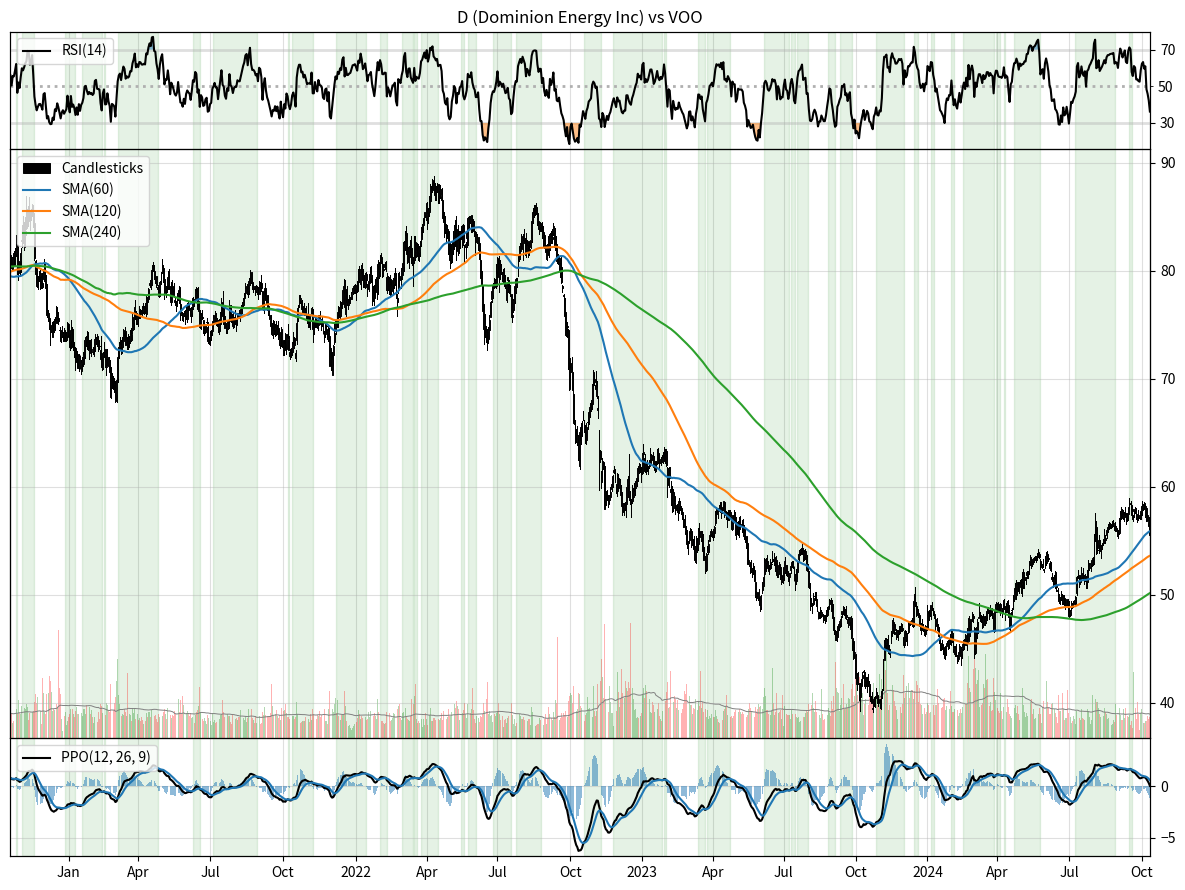 D (Dominion Energy Inc) vs VOO
RSI(14)
70
50
30
Candlesticks
SMA(60)
SMA(120)
SMA(240)
90
80
70
60
50
40
PPO(12, 26, 9)
0
−5
Jan Apr Jul Oct 2022 Apr Jul Oct 2023 Apr Jul Oct 2024 Apr Jul Oct